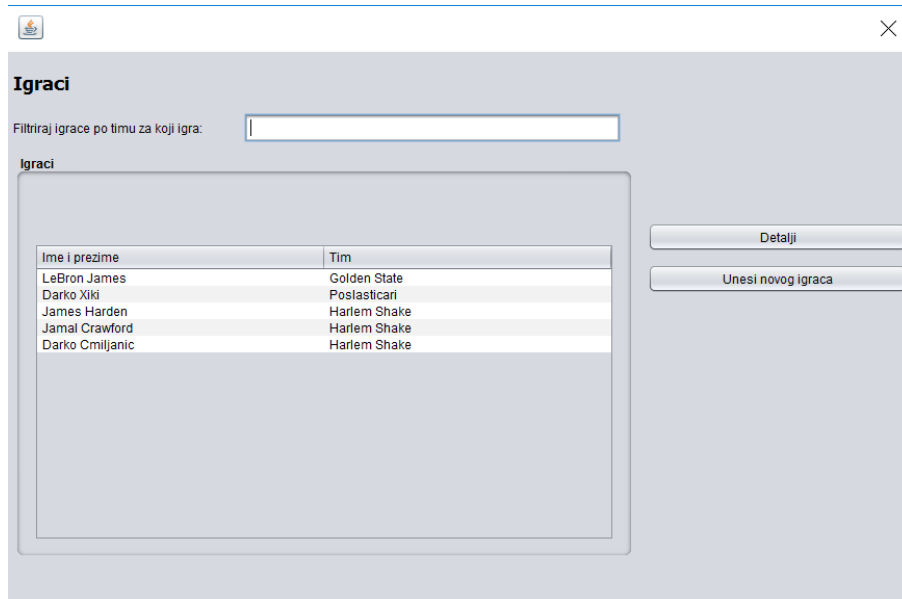 Igraci
Filtriraj igrace po timu za koji igra:
Igraci
Detalji
Unesi novog igraca
Ime i prezime Tim
LeBron James Golden State
Darko Xiki Poslasticari
James Harden Harlem Shake
Jamal Crawford Harlem Shake
Darko Cmiljanic Harlem Shake